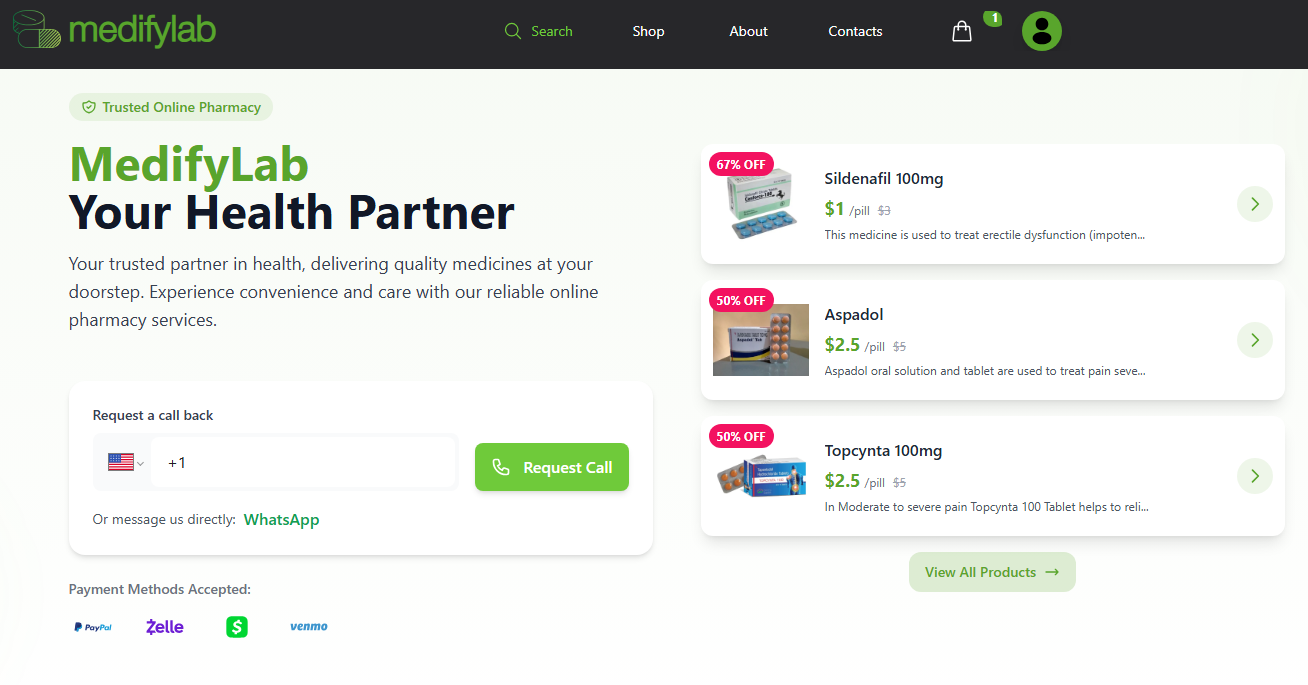 medifylab
Search
Shop
About
Contacts
1
Trusted Online Pharmacy
MedifyLab
Your Health Partner
Your trusted partner in health, delivering quality medicines at your
doorstep. Experience convenience and care with our reliable online
pharmacy services.
Request a call back
+1
Request Call
Or message us directly: WhatsApp
Payment Methods Accepted:
PayPal
Zelle
$
venmo
67% OFF
Sildenafil 100mg
$1 /pill $3
This medicine is used to treat erectile dysfunction (impoten...
50% OFF
Aspadol
$2.5 /pill $5
Aspadol oral solution and tablet are used to treat pain seve...
50% OFF
Topcynta 100mg
$2.5 /pill $5
In Moderate to severe pain Topcynta 100 Tablet helps to reli...
View All Products →